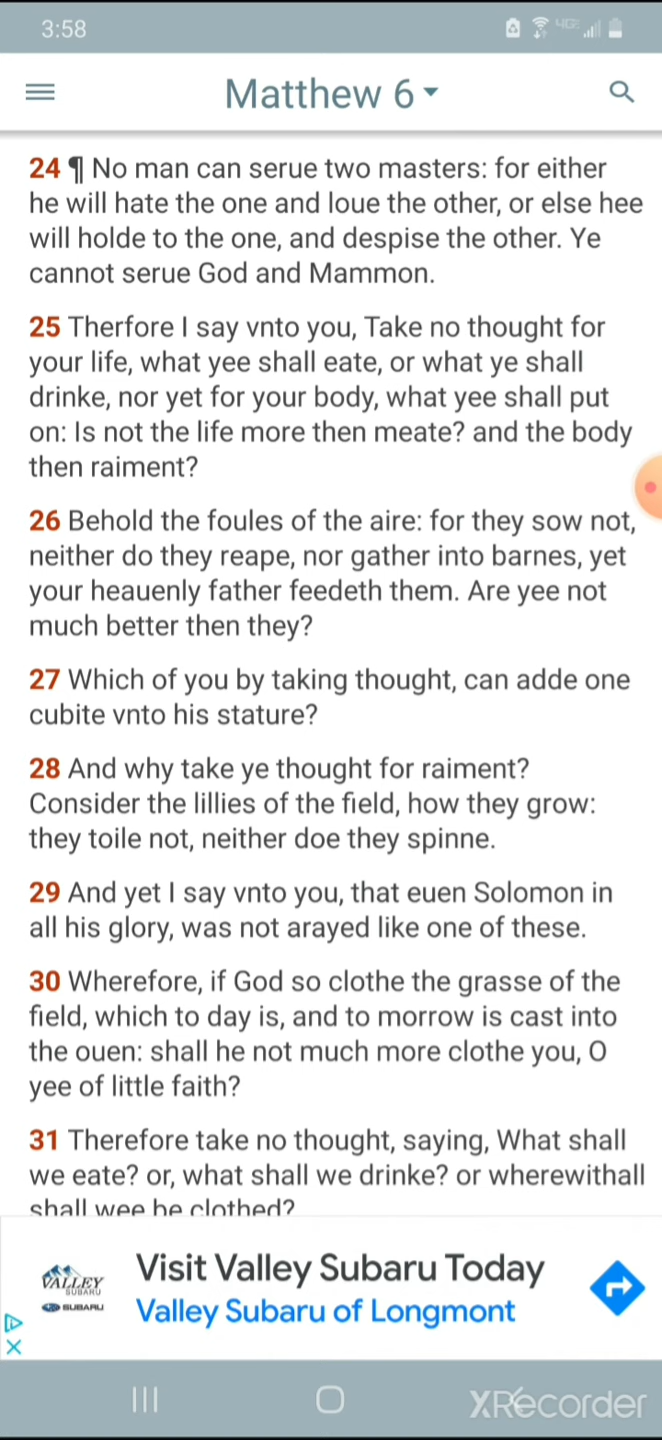 3:58
4GE
Matthew 6
24 ¶ No man can serue two masters: for either
he will hate the one and loue the other, or else hee
will holde to the one, and despise the other. Ye
cannot serue God and Mammon.
25 Therfore I say vnto you, Take no thought for
your life, what yee shall eate, or what ye shall
drinke, nor yet for your body, what yee shall put
on: Is not the life more then meate? and the body
then raiment?
26 Behold the foules of the aire: for they sow not,
neither do they reape, nor gather into barnes, yet
your heauenly father feedeth them. Are yee not
much better then they?
27 Which of you by taking thought, can adde one
cubite vnto his stature?
28 And why take ye thought for raiment?
Consider the lillies of the field, how they grow:
they toile not, neither doe they spinne.
29 And yet I say vnto you, that euen Solomon in
all his glory, was not arayed like one of these.
30 Wherefore, if God so clothe the grasse of the
field, which to day is, and to morrow is cast into
the ouen: shall he not much more clothe you, O
yee of little faith?
31 Therefore take no thought, saying, What shall
we eate? or, what shall we drinke? or wherewithall
shall wee be clothed?
VALLEY
SUBARU
SUBARU
Visit Valley Subaru Today
Valley Subaru of Longmont
XRecorder